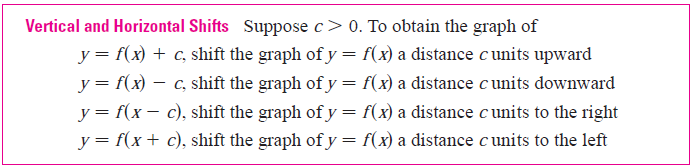 Vertical and Horizontal Shifts Suppose c > 0. To obtain the graph of
y = f(x) + c, shift the graph of y = f(x) a distance c units upward
y = f(x) − c, shift the graph of y = f(x) a distance c units downward
y = f(x − c), shift the graph of y = f(x) a distance c units to the right
y = f(x + c), shift the graph of y = f(x) a distance c units to the left